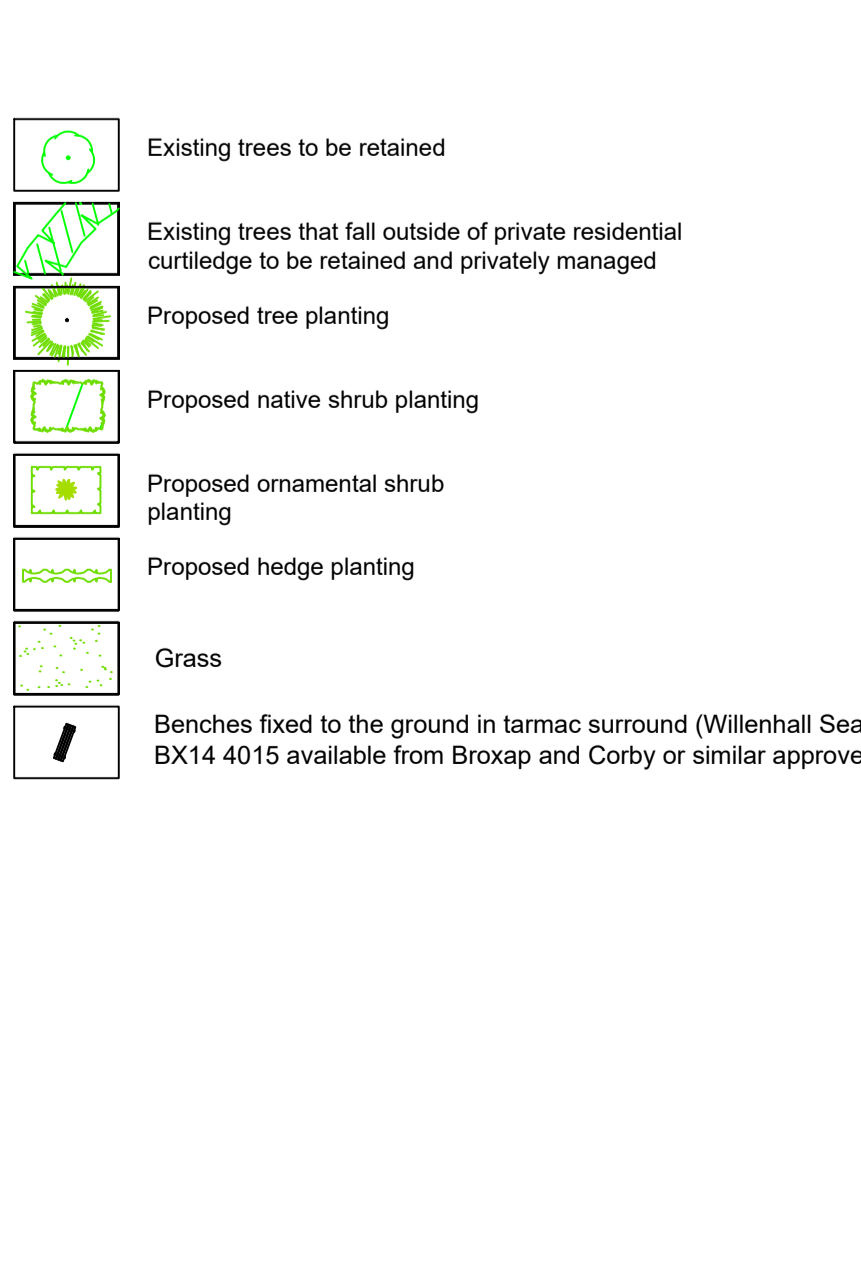 Existing trees to be retained
Existing trees that fall outside of private residential
curtiledge to be retained and privately managed
Proposed tree planting
Proposed native shrub planting
Proposed ornamental shrub
planting
Proposed hedge planting
Grass
Benches fixed to the ground in tarmac surround (Willenhall Sea
BX14 4015 available from Broxap and Corby or similar approve